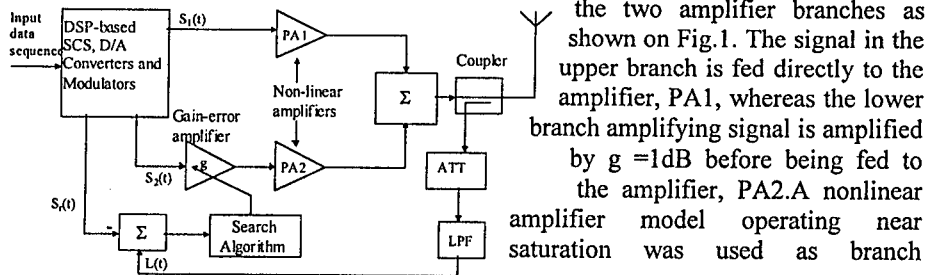 Input
data
sequence
DSP-based
SCS, D/A
Converters and
Modulators
S1(t)
PA1
Non-linear
amplifiers
Gain-error
amplifier
g
S2(t)
PA2
Σ
Coupler
ATT
LPF
Sr(t)
-
Σ
Search
Algorithm
L(t)
the two amplifier branches as
shown on Fig.1. The signal in the
upper branch is fed directly to the
amplifier, PA1, whereas the lower
branch amplifying signal is amplified
by g =1dB before being fed to
the amplifier, PA2.A nonlinear
amplifier model operating near
saturation was used as branch